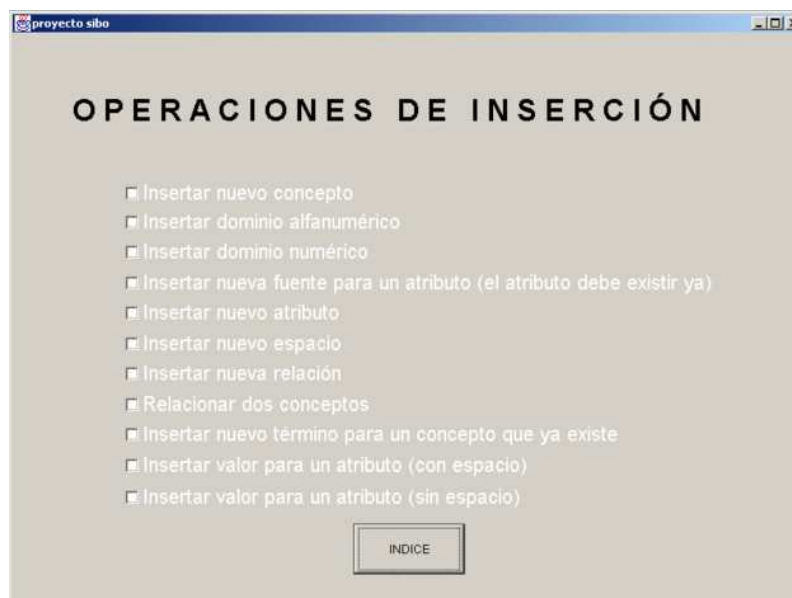 proyecto sibo
OPERACIONES DE INSERCIÓN
Insertar nuevo concepto
Insertar dominio alfanumérico
Insertar dominio numérico
Insertar nueva fuente para un atributo (el atributo debe existir ya)
Insertar nuevo atributo
Insertar nuevo espacio
Insertar nueva relación
Relacionar dos conceptos
Insertar nuevo término para un concepto que ya existe
Insertar valor para un atributo (con espacio)
Insertar valor para un atributo (sin espacio)
INDICE